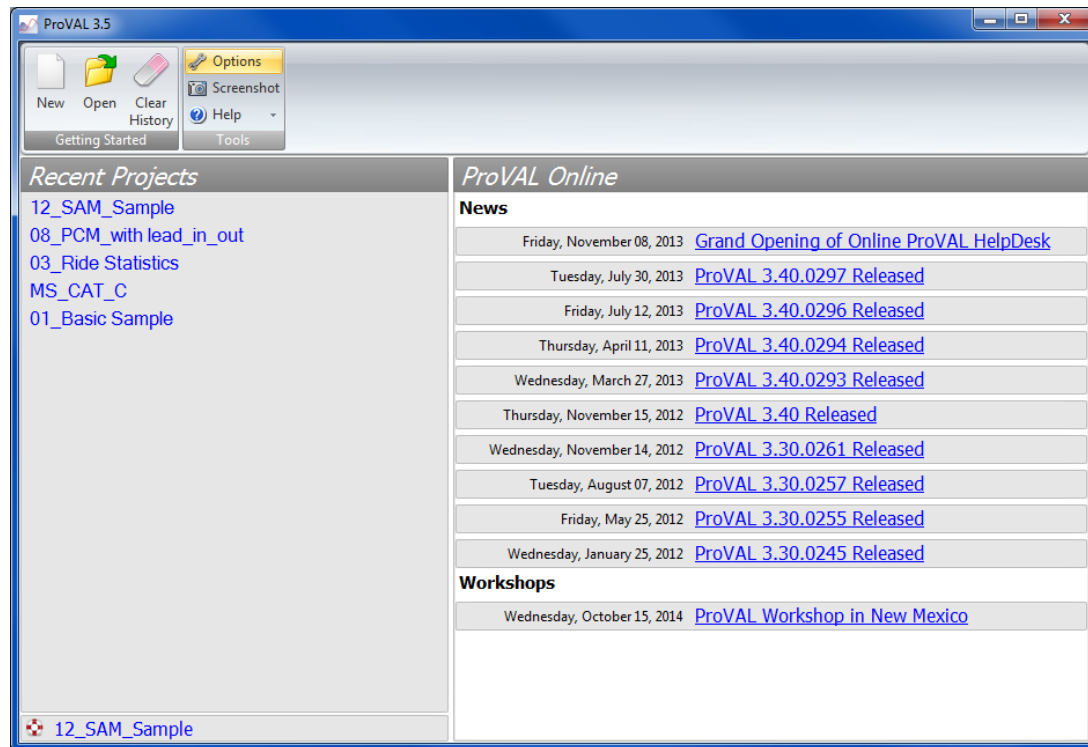 ProVAL 3.5
New
Open
Clear
History
Getting Started
Options
Screenshot
Help
Tools
Recent Projects
12_SAM_Sample
08_PCM_with lead_in_out
03_Ride Statistics
MS_CAT_C
01_Basic Sample
12_SAM_Sample
ProVAL Online
News
Friday, November 08, 2013 Grand Opening of Online ProVAL HelpDesk
Tuesday, July 30, 2013 ProVAL 3.40.0297 Released
Friday, July 12, 2013 ProVAL 3.40.0296 Released
Thursday, April 11, 2013 ProVAL 3.40.0294 Released
Wednesday, March 27, 2013 ProVAL 3.40.0293 Released
Thursday, November 15, 2012 ProVAL 3.40 Released
Wednesday, November 14, 2012 ProVAL 3.30.0261 Released
Tuesday, August 07, 2012 ProVAL 3.30.0257 Released
Friday, May 25, 2012 ProVAL 3.30.0255 Released
Wednesday, January 25, 2012 ProVAL 3.30.0245 Released
Workshops
Wednesday, October 15, 2014 ProVAL Workshop in New Mexico